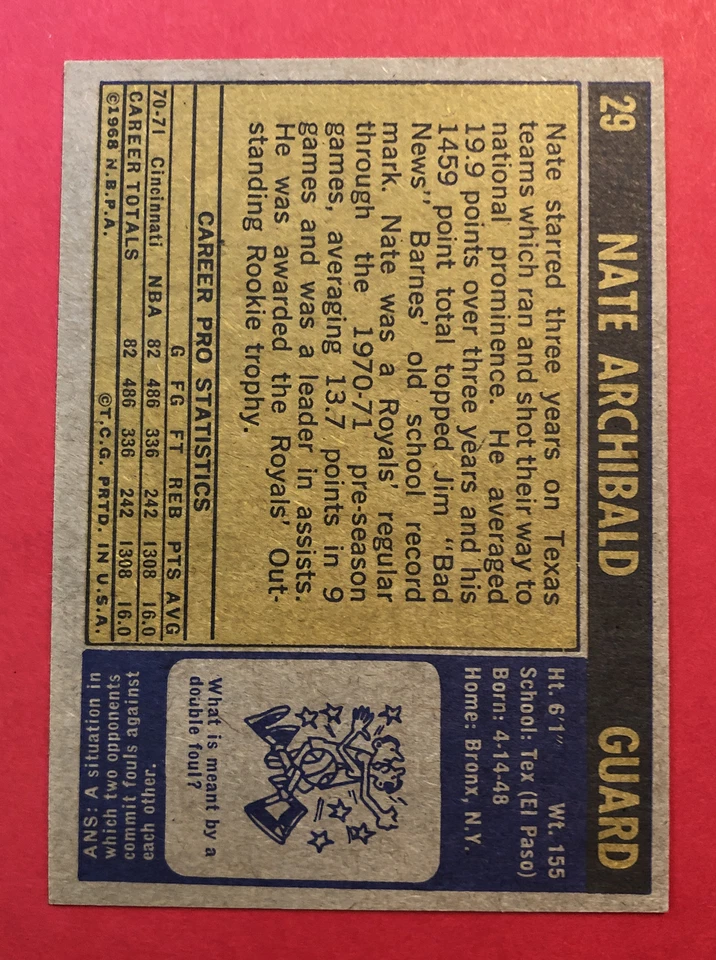 29 NATE ARCHIBALD GUARD
Nate starred three years on Texas
teams which ran and shot their way to
national prominence. He averaged
19.9 points over three years and his
1459 point total topped Jim "Bad
News" Barnes' old school record
mark. Nate was a Royals' regular
through the 1970-71 pre-season
games, averaging 13.7 points in 9
games and was a leader in assists.
He was awarded the Royals' Out-
standing Rookie trophy.
CAREER PRO STATISTICS
G FG FT REB PTS AVG
70-71 Cincinnati NBA 82 486 336 242 1308 16.0
CAREER TOTALS 82 486 336 242 1308 16.0
©1968 N.B.P.A. ©T.C.G. PRTD. IN U.S.A.
Ht. 6'1" Wt. 155
School: Tex (El Paso)
Born: 4-14-48
Home: Bronx, N.Y.
What is meant by a
double foul?
ANS: A situation in
which two opponents
commit fouls against
each other.